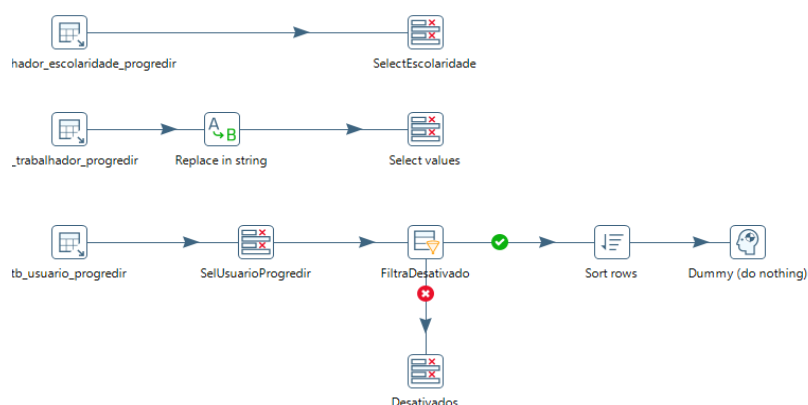 hador_escolaridade_progredir
SelectEscolaridade
A
B
_trabalhador_progredir
Replace in string
Select values
tb_usuario_progredir
SelUsuarioProgredir
FiltraDesativado
Sort rows
Dummy (do nothing)
Desativados